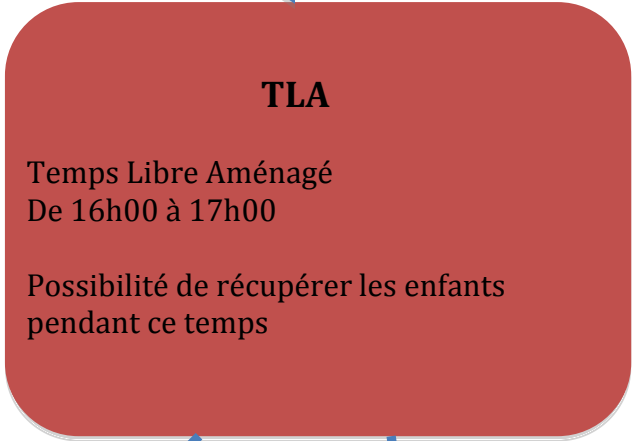 TLA
Temps Libre Aménagé
De 16h00 à 17h00
Possibilité de récupérer les enfants
pendant ce temps